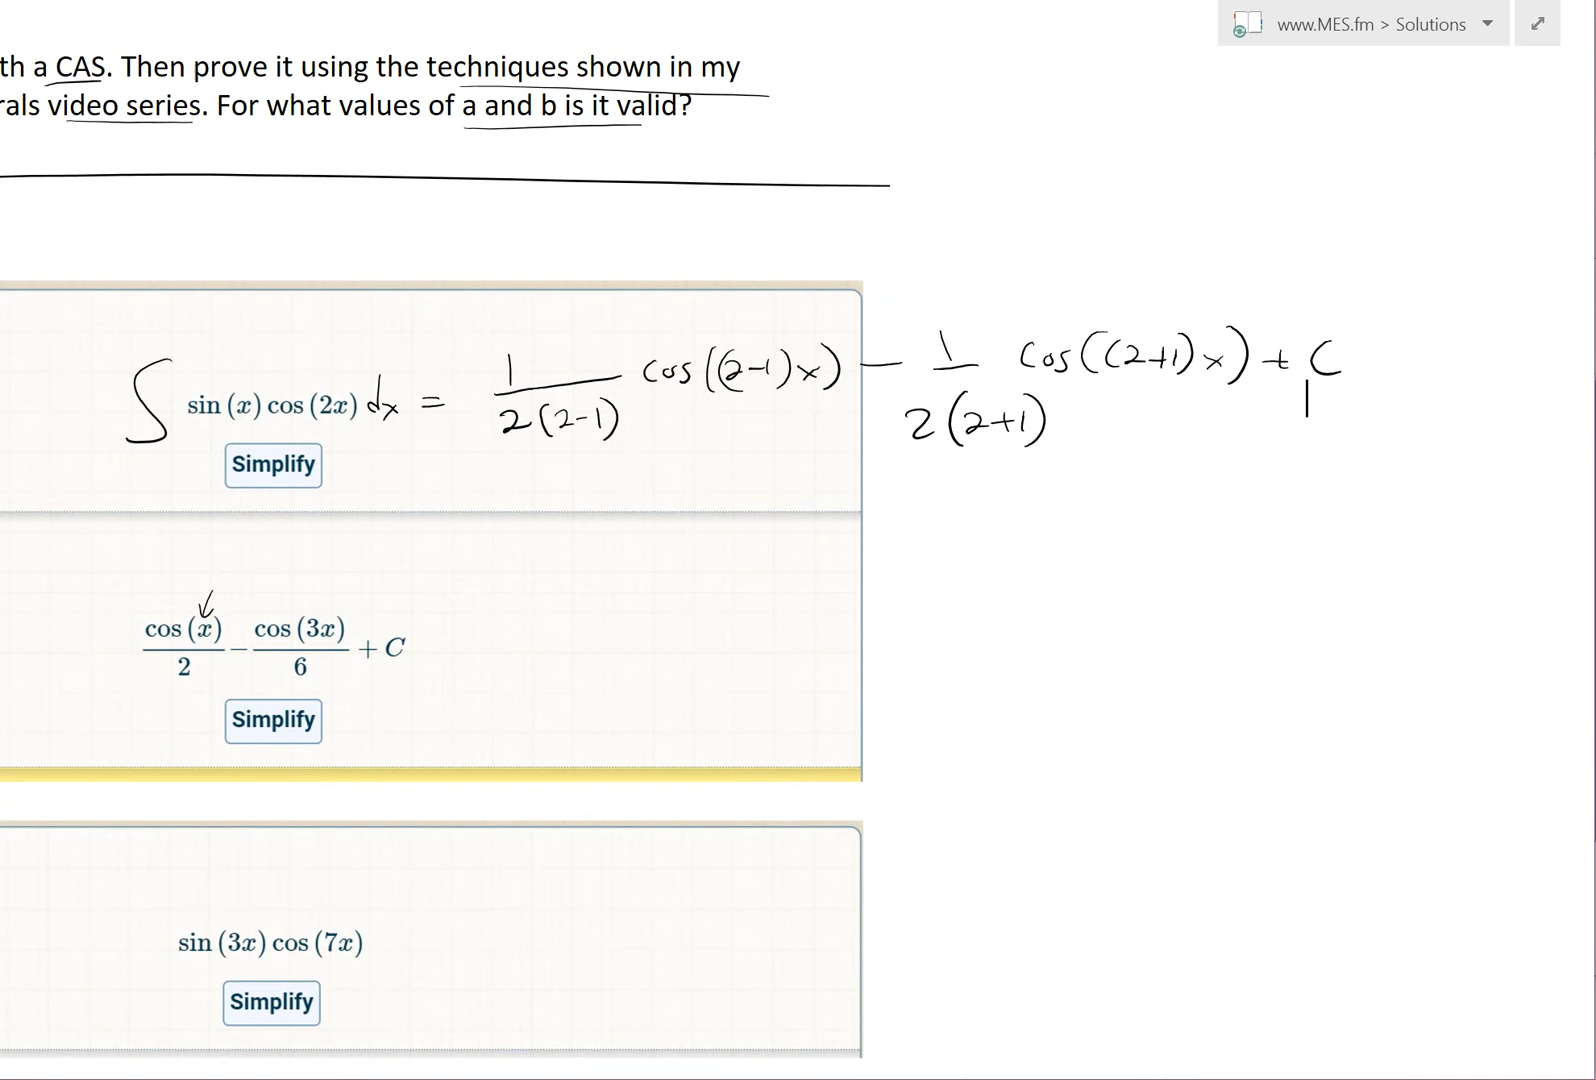 www.MES.fm > Solutions
th a CAS. Then prove it using the techniques shown in my
rals video series. For what values of a and b is it valid?
∫ sin (x) cos (2x) dx = 1/2(2-1) cos((2-1)x) - 1/2(2+1) cos((2+1)x) + C
Simplify
cos (x)/2 - cos (3x)/6 + C
Simplify
sin (3x) cos (7x)
Simplify